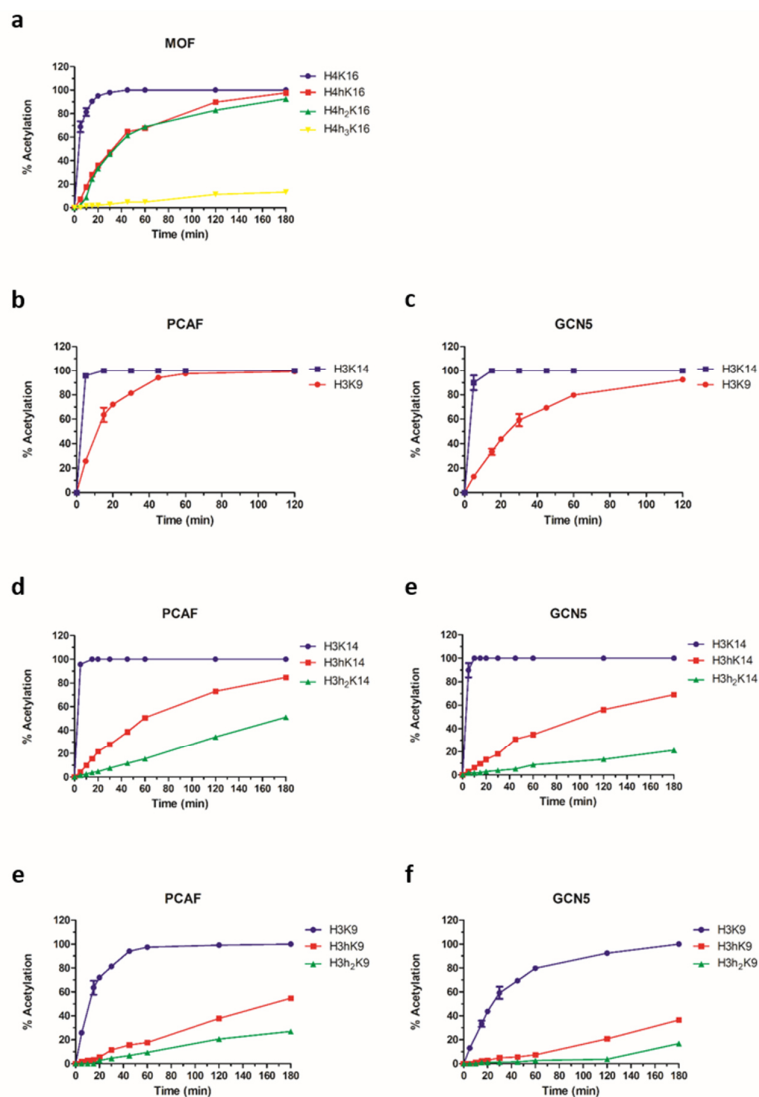 a
MOF
H4K16
H4hK16
H4h₂K16
H4h₃K16
% Acetylation
120
100
80
60
40
20
0
0 20 40 60 80 100 120 140 160 180
Time (min)
b
PCAF
H3K14
H3K9
% Acetylation
120
100
80
60
40
20
0
0 20 40 60 80 100 120
Time (min)
c
GCN5
H3K14
H3K9
% Acetylation
120
100
80
60
40
20
0
0 20 40 60 80 100 120
Time (min)
d
PCAF
H3K14
H3hK14
H3h₂K14
% Acetylation
120
100
80
60
40
20
0
0 20 40 60 80 100 120 140 160 180
Time (min)
e
GCN5
H3K14
H3hK14
H3h₂K14
% Acetylation
120
100
80
60
40
20
0
0 20 40 60 80 100 120 140 160 180
Time (min)
e
PCAF
H3K9
H3hK9
H3h₂K9
% Acetylation
120
100
80
60
40
20
0
0 20 40 60 80 100 120 140 160 180
Time (min)
f
GCN5
H3K9
H3hK9
H3h₂K9
% Acetylation
120
100
80
60
40
20
0
0 20 40 60 80 100 120 140 160 180
Time (min)